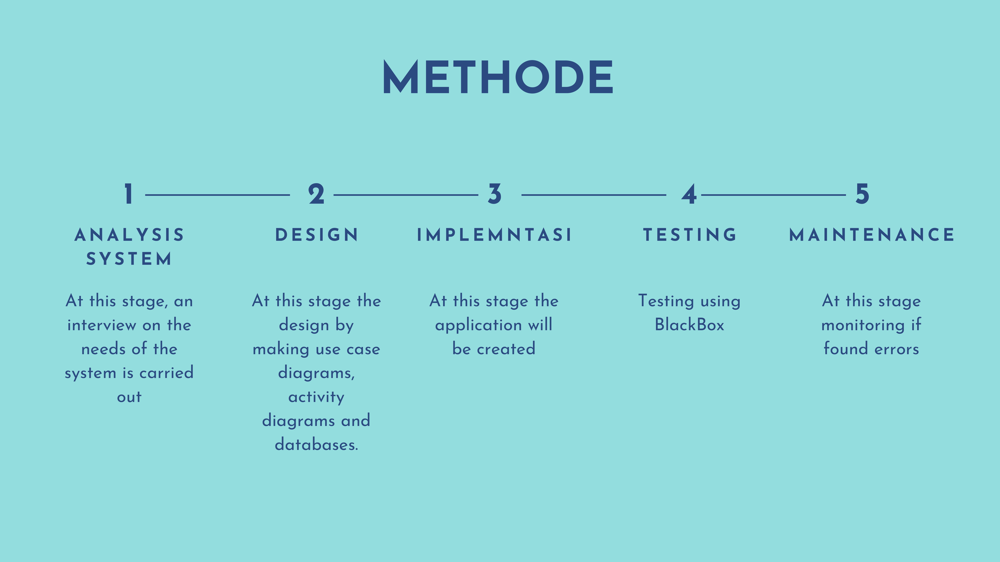 METHODE
1
2
3
4
5
ANALYSIS
SYSTEM
DESIGN
IMPLEMNTASI
TESTING
MAINTENANCE
At this stage, an
interview on the
needs of the
system is carried
out
At this stage the
design by
making use case
diagrams,
activity
diagrams and
databases.
At this stage the
application will
be created
Testing using
BlackBox
At this stage
monitoring if
found errors